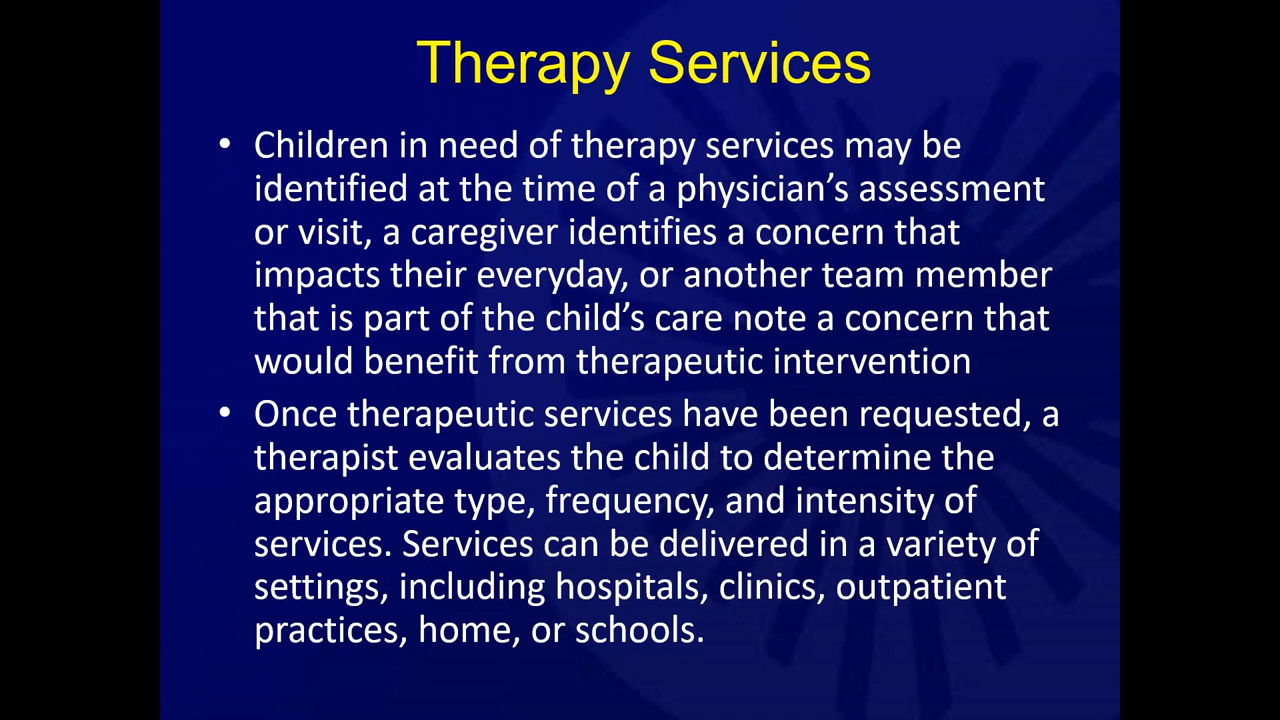 Therapy Services
• Children in need of therapy services may be
identified at the time of a physician’s assessment
or visit, a caregiver identifies a concern that
impacts their everyday, or another team member
that is part of the child’s care note a concern that
would benefit from therapeutic intervention
• Once therapeutic services have been requested, a
therapist evaluates the child to determine the
appropriate type, frequency, and intensity of
services. Services can be delivered in a variety of
settings, including hospitals, clinics, outpatient
practices, home, or schools.